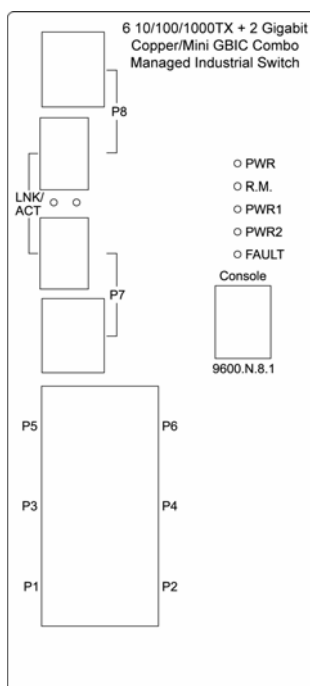 6 10/100/1000TX + 2 Gigabit
Copper/Mini GBIC Combo
Managed Industrial Switch
P8
LNK/
ACT
P7
PWR
R.M.
PWR1
PWR2
FAULT
Console
9600.N.8.1
P5
P6
P3
P4
P1
P2